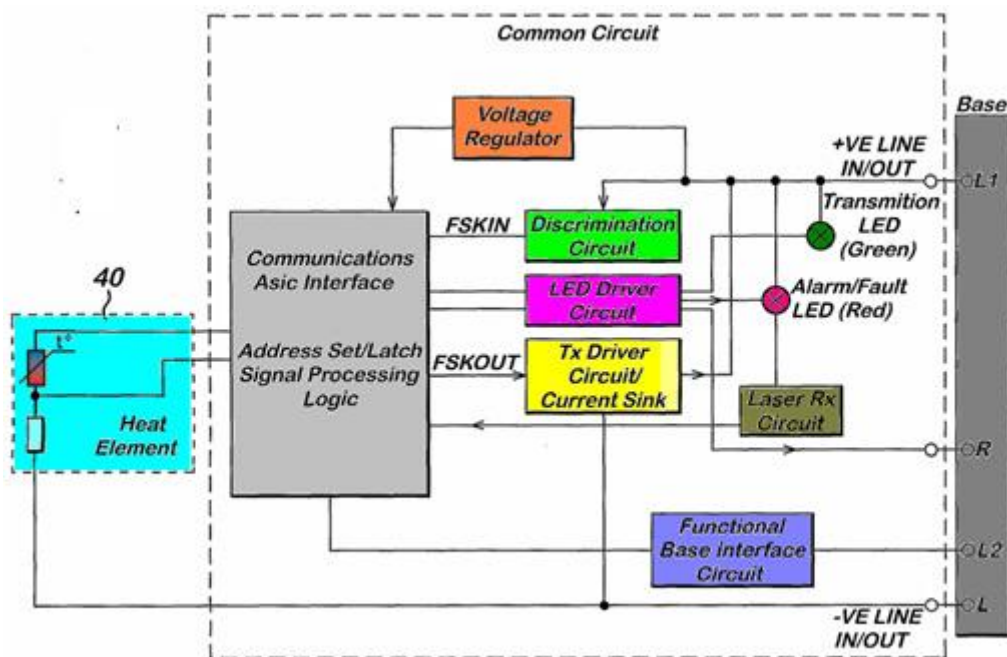 Common Circuit
Voltage
Regulator
Base
+VE LINE
IN/OUT
L1
Transmition
LED
(Green)
FSKIN
Discrimination
Circuit
Communications
Asic Interface
LED Driver
Circuit
Alarm/Fault
LED (Red)
40
t°
Address Set/Latch
Signal Processing
Logic
FSKOUT
Tx Driver
Circuit/
Current Sink
Laser Rx
Circuit
Heat
Element
R
Functional
Base interface
Circuit
L2
L
-VE LINE
IN/OUT